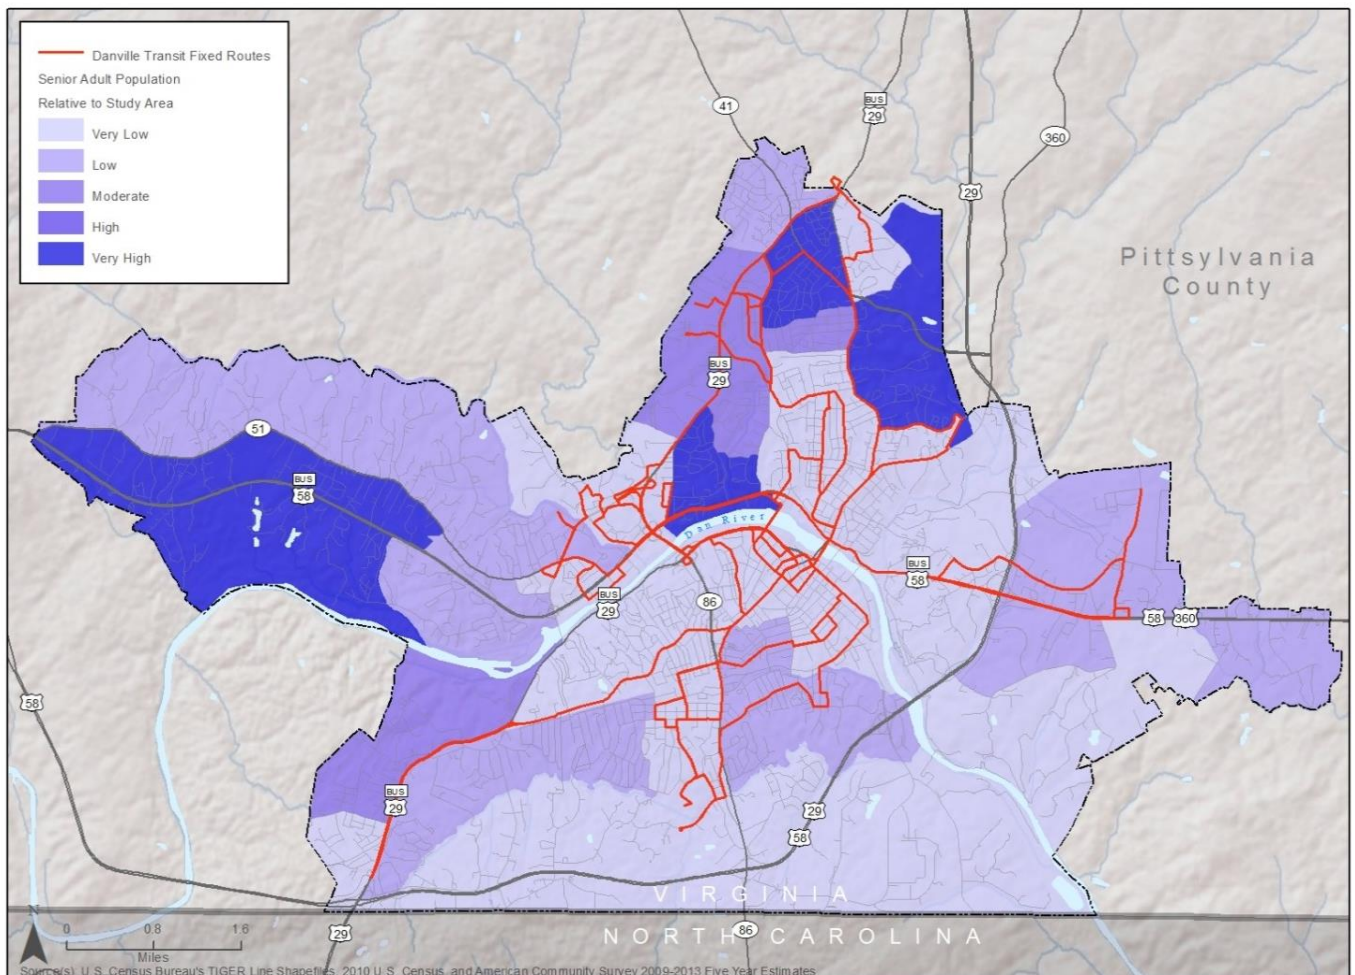 Danville Transit Fixed Routes
Senior Adult Population
Relative to Study Area
Very Low
Low
Moderate
High
Very High
41
BUS
29
360
29
Pittsylvania
County
BUS
29
51
BUS
58
Dan River
BUS
58
BUS
29
86
58 360
58
BUS
29
29
58
VIRGINIA
NORTH CAROLINA
29
86
N
0 0.8 1.6
Miles
Source(s): U.S. Census Bureau's TIGER Line Shapefiles, 2010 U.S. Census, and American Community Survey 2009-2013 Five Year Estimates